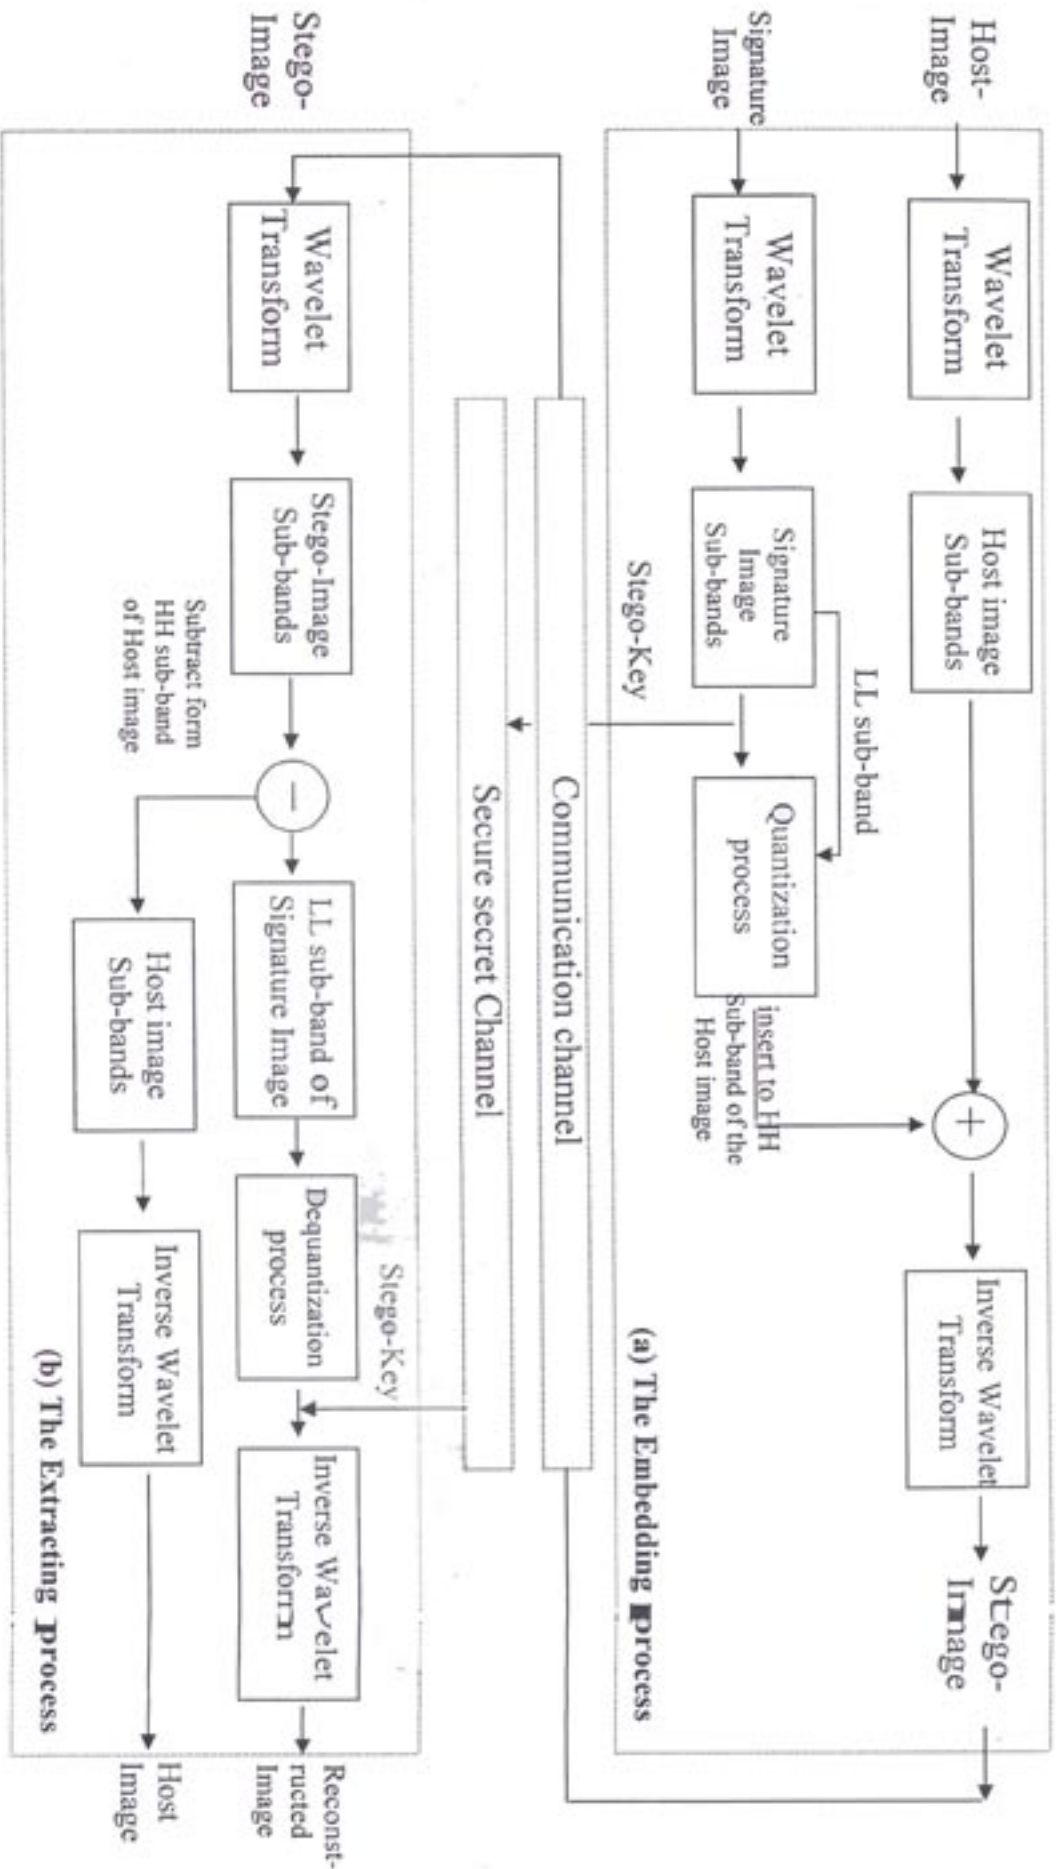 Host-
Image
Wavelet
Transform
Host image
Sub-bands
+
Inverse Wavelet
Transform
Stego-
Image
LL sub-band
Signature
Image
Wavelet
Transform
Signature
Image
Sub-bands
Quantization
process
insert to HH
Sub-band of the
Host image
Stego-Key
(a) The Embedding process
Communication channel
Secure secret Channel
Stego-
Image
Wavelet
Transform
Stego-Image
Sub-bands
−
LL sub-band of
Signature Image
Dequantization
process
Stego-Key
Inverse Wavelet
Transform
Reconst-
ructed
Image
Subtract form
HH sub-band
of Host image
Host image
Sub-bands
Inverse Wavelet
Transform
Host
Image
(b) The Extracting process